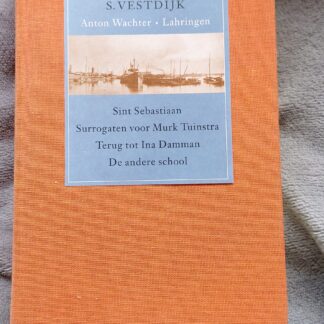 S. VESTDIJK
Anton Wachter • Lahringen
Sint Sebastiaan
Surrogaten voor Murk Tuinstra
Terug tot Ina Damman
De andere school